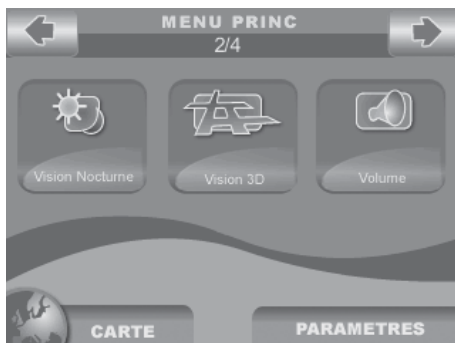 MENU PRINC
2/4
Vision Nocturne
Vision 3D
Volume
CARTE
PARAMETRES